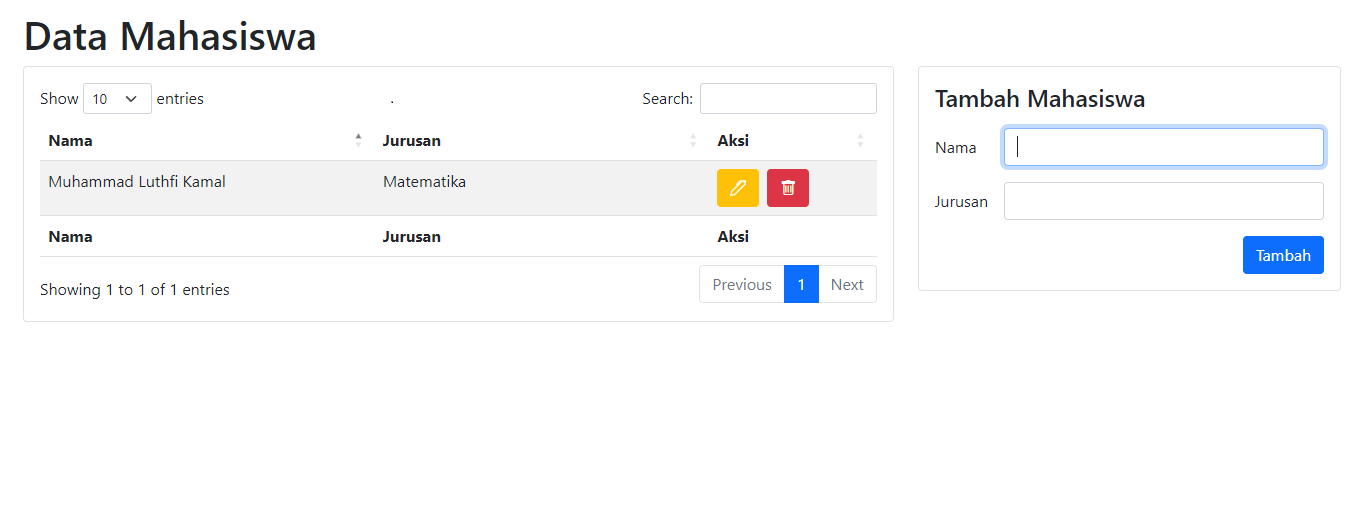 Data Mahasiswa
Show 10 entries
.
Search:
Nama Jurusan Aksi
Muhammad Luthfi Kamal Matematika
Nama Jurusan Aksi
Showing 1 to 1 of 1 entries
Previous 1 Next
Tambah Mahasiswa
Nama
Jurusan
Tambah